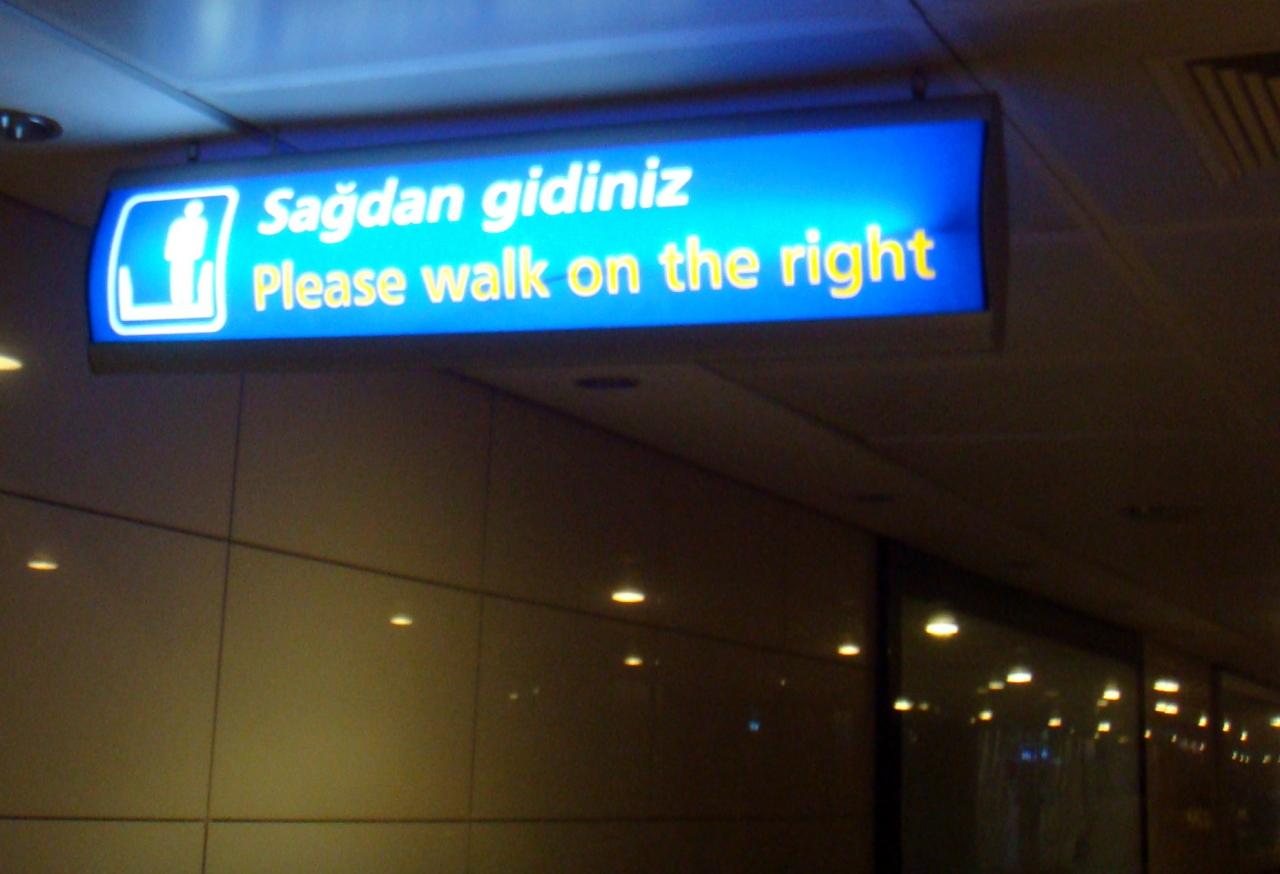 Sağdan gidiniz
Please walk on the right